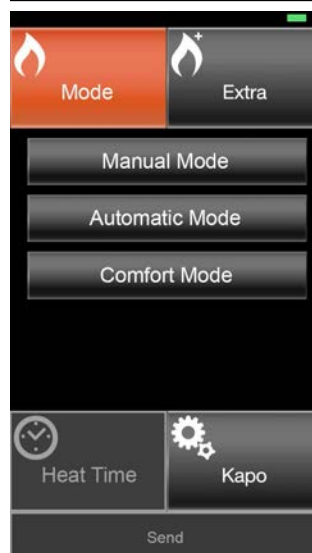 Mode
Extra
Manual Mode
Automatic Mode
Comfort Mode
Heat Time
Kapo
Send